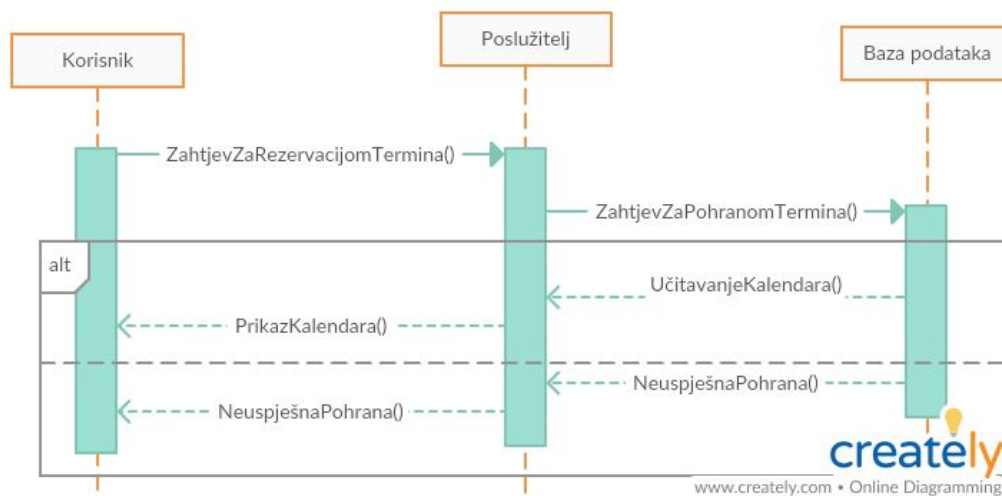 Korisnik
Poslužitelj
Baza podataka
ZahtjevZaRezervacijomTermina()
ZahtjevZaPohranomTermina()
alt
UčitavanjeKalendara()
PrikazKalendara()
NeuspješnaPohrana()
NeuspješnaPohrana()
creately
www.creately.com • Online Diagramming